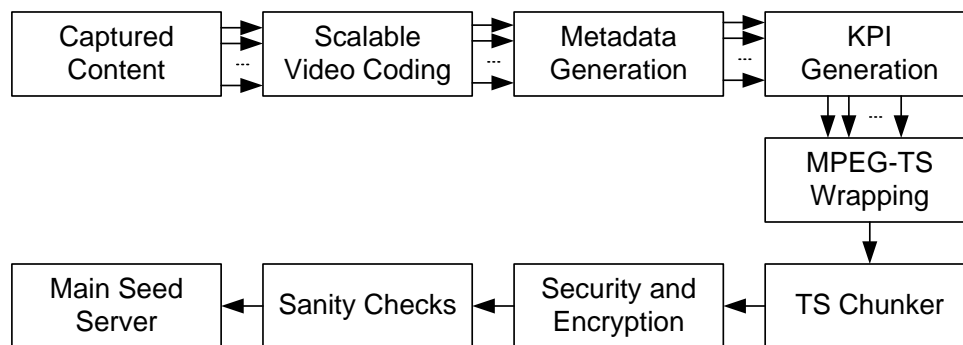 Captured
Content
...
Scalable
Video Coding
...
Metadada
Generation
...
KPI
Generation
...
MPEG-TS
Wrapping
Main Seed
Server
Sanity Checks
Security and
Encryption
TS Chunker